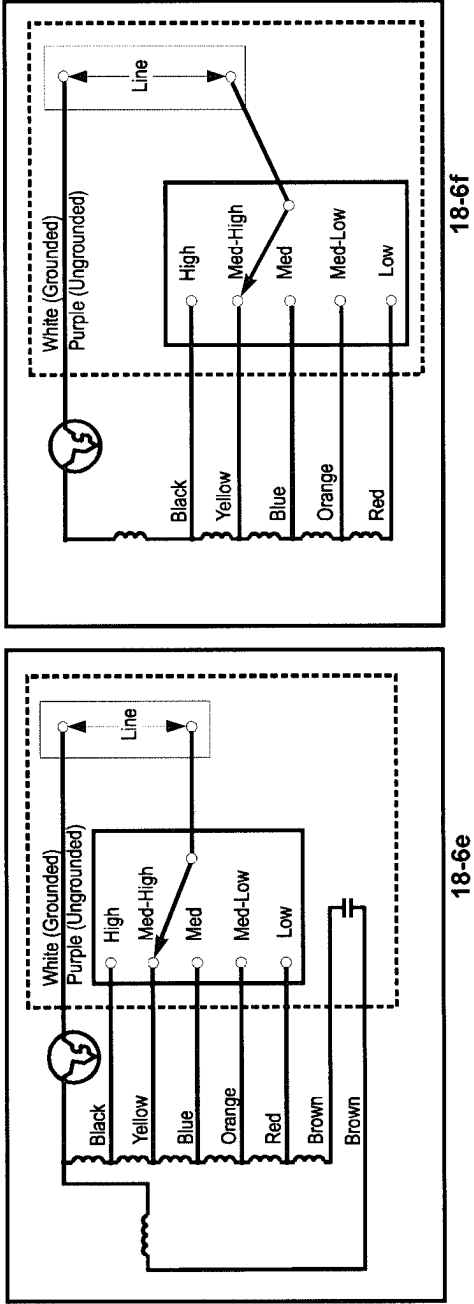 White (Grounded)
Purple (Ungrounded)
Line
High
Med-High
Med
Med-Low
Low
Black
Yellow
Blue
Orange
Red
Brown
Brown
18-6e
White (Grounded)
Purple (Ungrounded)
Line
High
Med-High
Med
Med-Low
Low
Black
Yellow
Blue
Orange
Red
18-6f